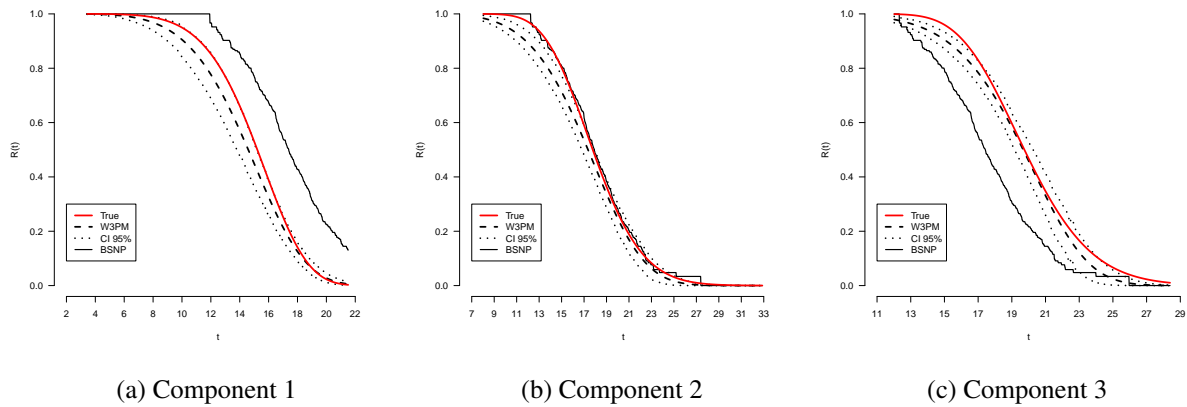 1.0
0.8
0.6
0.4
0.2
0.0
R(t)
True
W3PM
CI 95%
BSNP
2 4 6 8 10 12 14 16 18 20 22
t
(a) Component 1
1.0
0.8
0.6
0.4
0.2
0.0
R(t)
True
W3PM
CI 95%
BSNP
7 9 11 13 15 17 19 21 23 25 27 29 31 33
t
(b) Component 2
1.0
0.8
0.6
0.4
0.2
0.0
R(t)
True
W3PM
CI 95%
BSNP
11 13 15 17 19 21 23 25 27 29
t
(c) Component 3